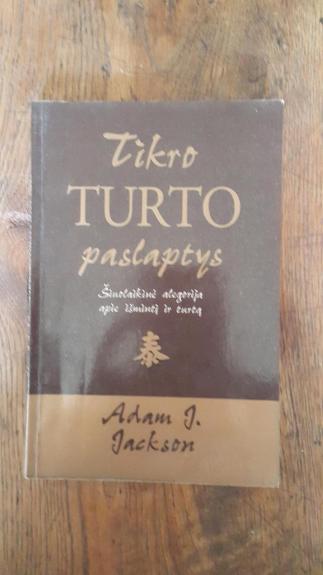 Tikro
TURTO
paslaptys
Šiuolaikinė alegorija
apie išmintį ir turtą
泰
Adam J.
Jackson